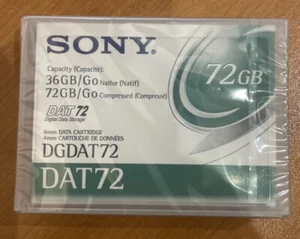 SONY
Capacity (Capacité):
36GB/Go Native (Natif)
72GB/Go Compressed (Compressé)
72GB
DAT 72
Digital Data Storage
4mm DATA CARTRIDGE
4mm CARTOUCHE DE DONNÉES
DGDAT72
DAT72